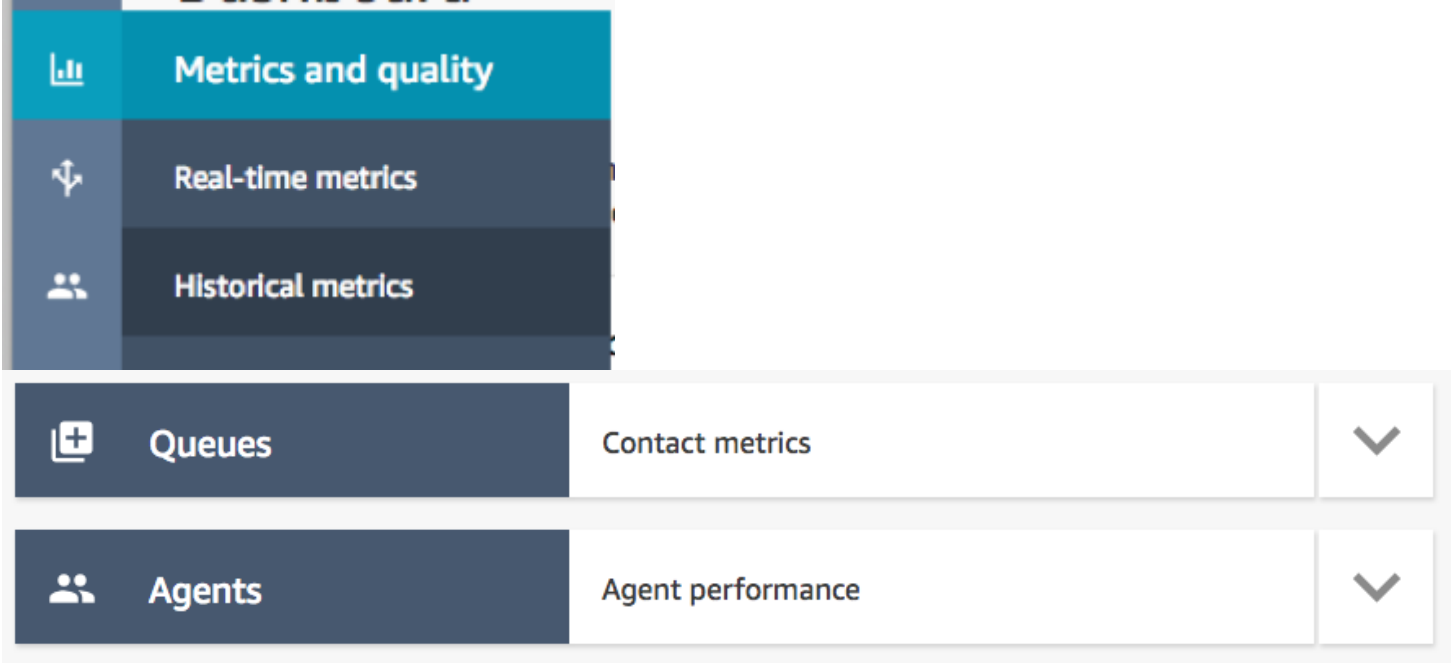 Metrics and quality
Real-time metrics
Historical metrics
Queues
Contact metrics
Agents
Agent performance